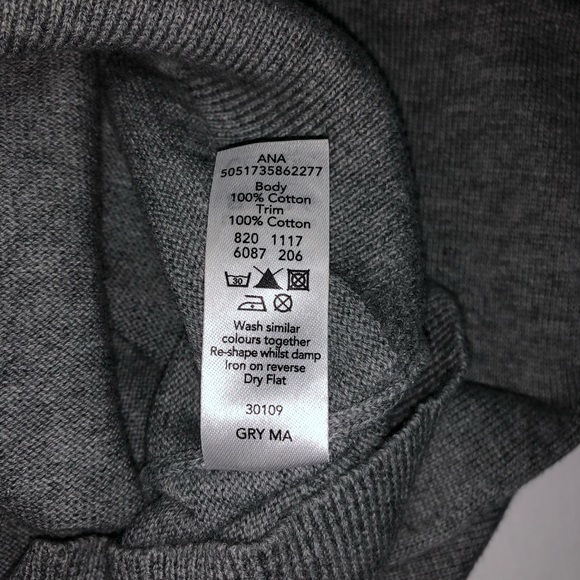 ANA
5051735862277
Body
100% Cotton
Trim
100% Cotton
820 1117
6087 206
30
Wash similar
colours together
Re-shape whilst damp
Iron on reverse
Dry Flat
30109
GRY MA